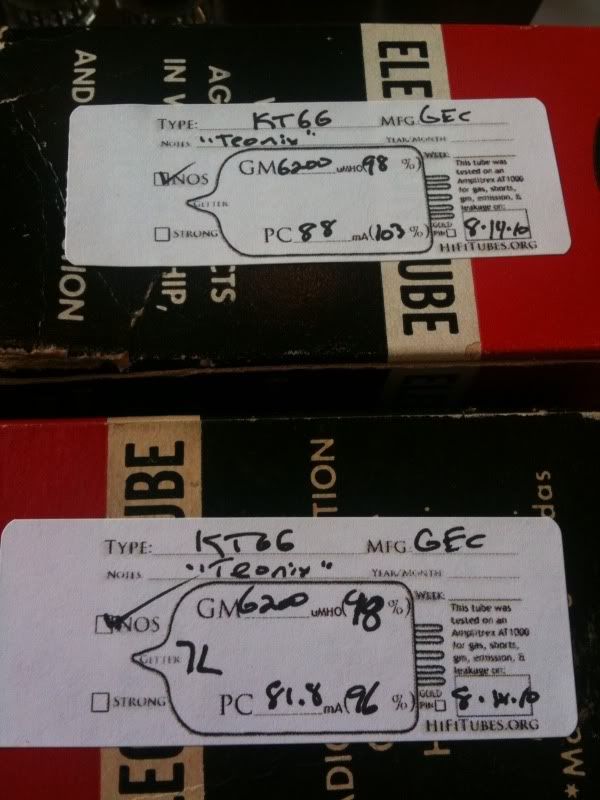 ELE
AND
IN
AG
CTS
HIP,
ION
UBE
TYPE: KT66 MFG. GEC
NOTES "Teonix" YEAR/MONTH
WEEK:
NOS
GM 6200 uMHO (98 %)
GETTER
STRONG
PC 88 mA (103 %)
GOLD PIN
This tube was
tested on an
Amplitrex AT1000
for gas, shorts,
gm, emission, &
leakage on:
8·14·10
HIFITUBES.ORG
UBE
TION
das
TYPE: KT66 MFG. GEC
NOTES "Teonix" YEAR/MONTH
WEEK:
NOS
GM 6200 uMHO (98 %)
GETTER 7L
STRONG
PC 81.8 mA (96 %)
GOLD PIN
This tube was
tested on an
Amplitrex AT1000
for gas, shorts,
gm, emission, &
leakage on:
8·14·10
HIFITUBES.ORG